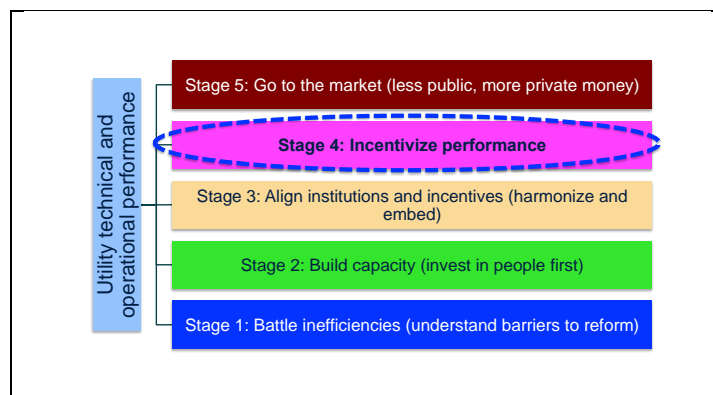 Utility technical and
operational performance
Stage 5: Go to the market (less public, more private money)
Stage 4: Incentivize performance
Stage 3: Align institutions and incentives (harmonize and
embed)
Stage 2: Build capacity (invest in people first)
Stage 1: Battle inefficiencies (understand barriers to reform)